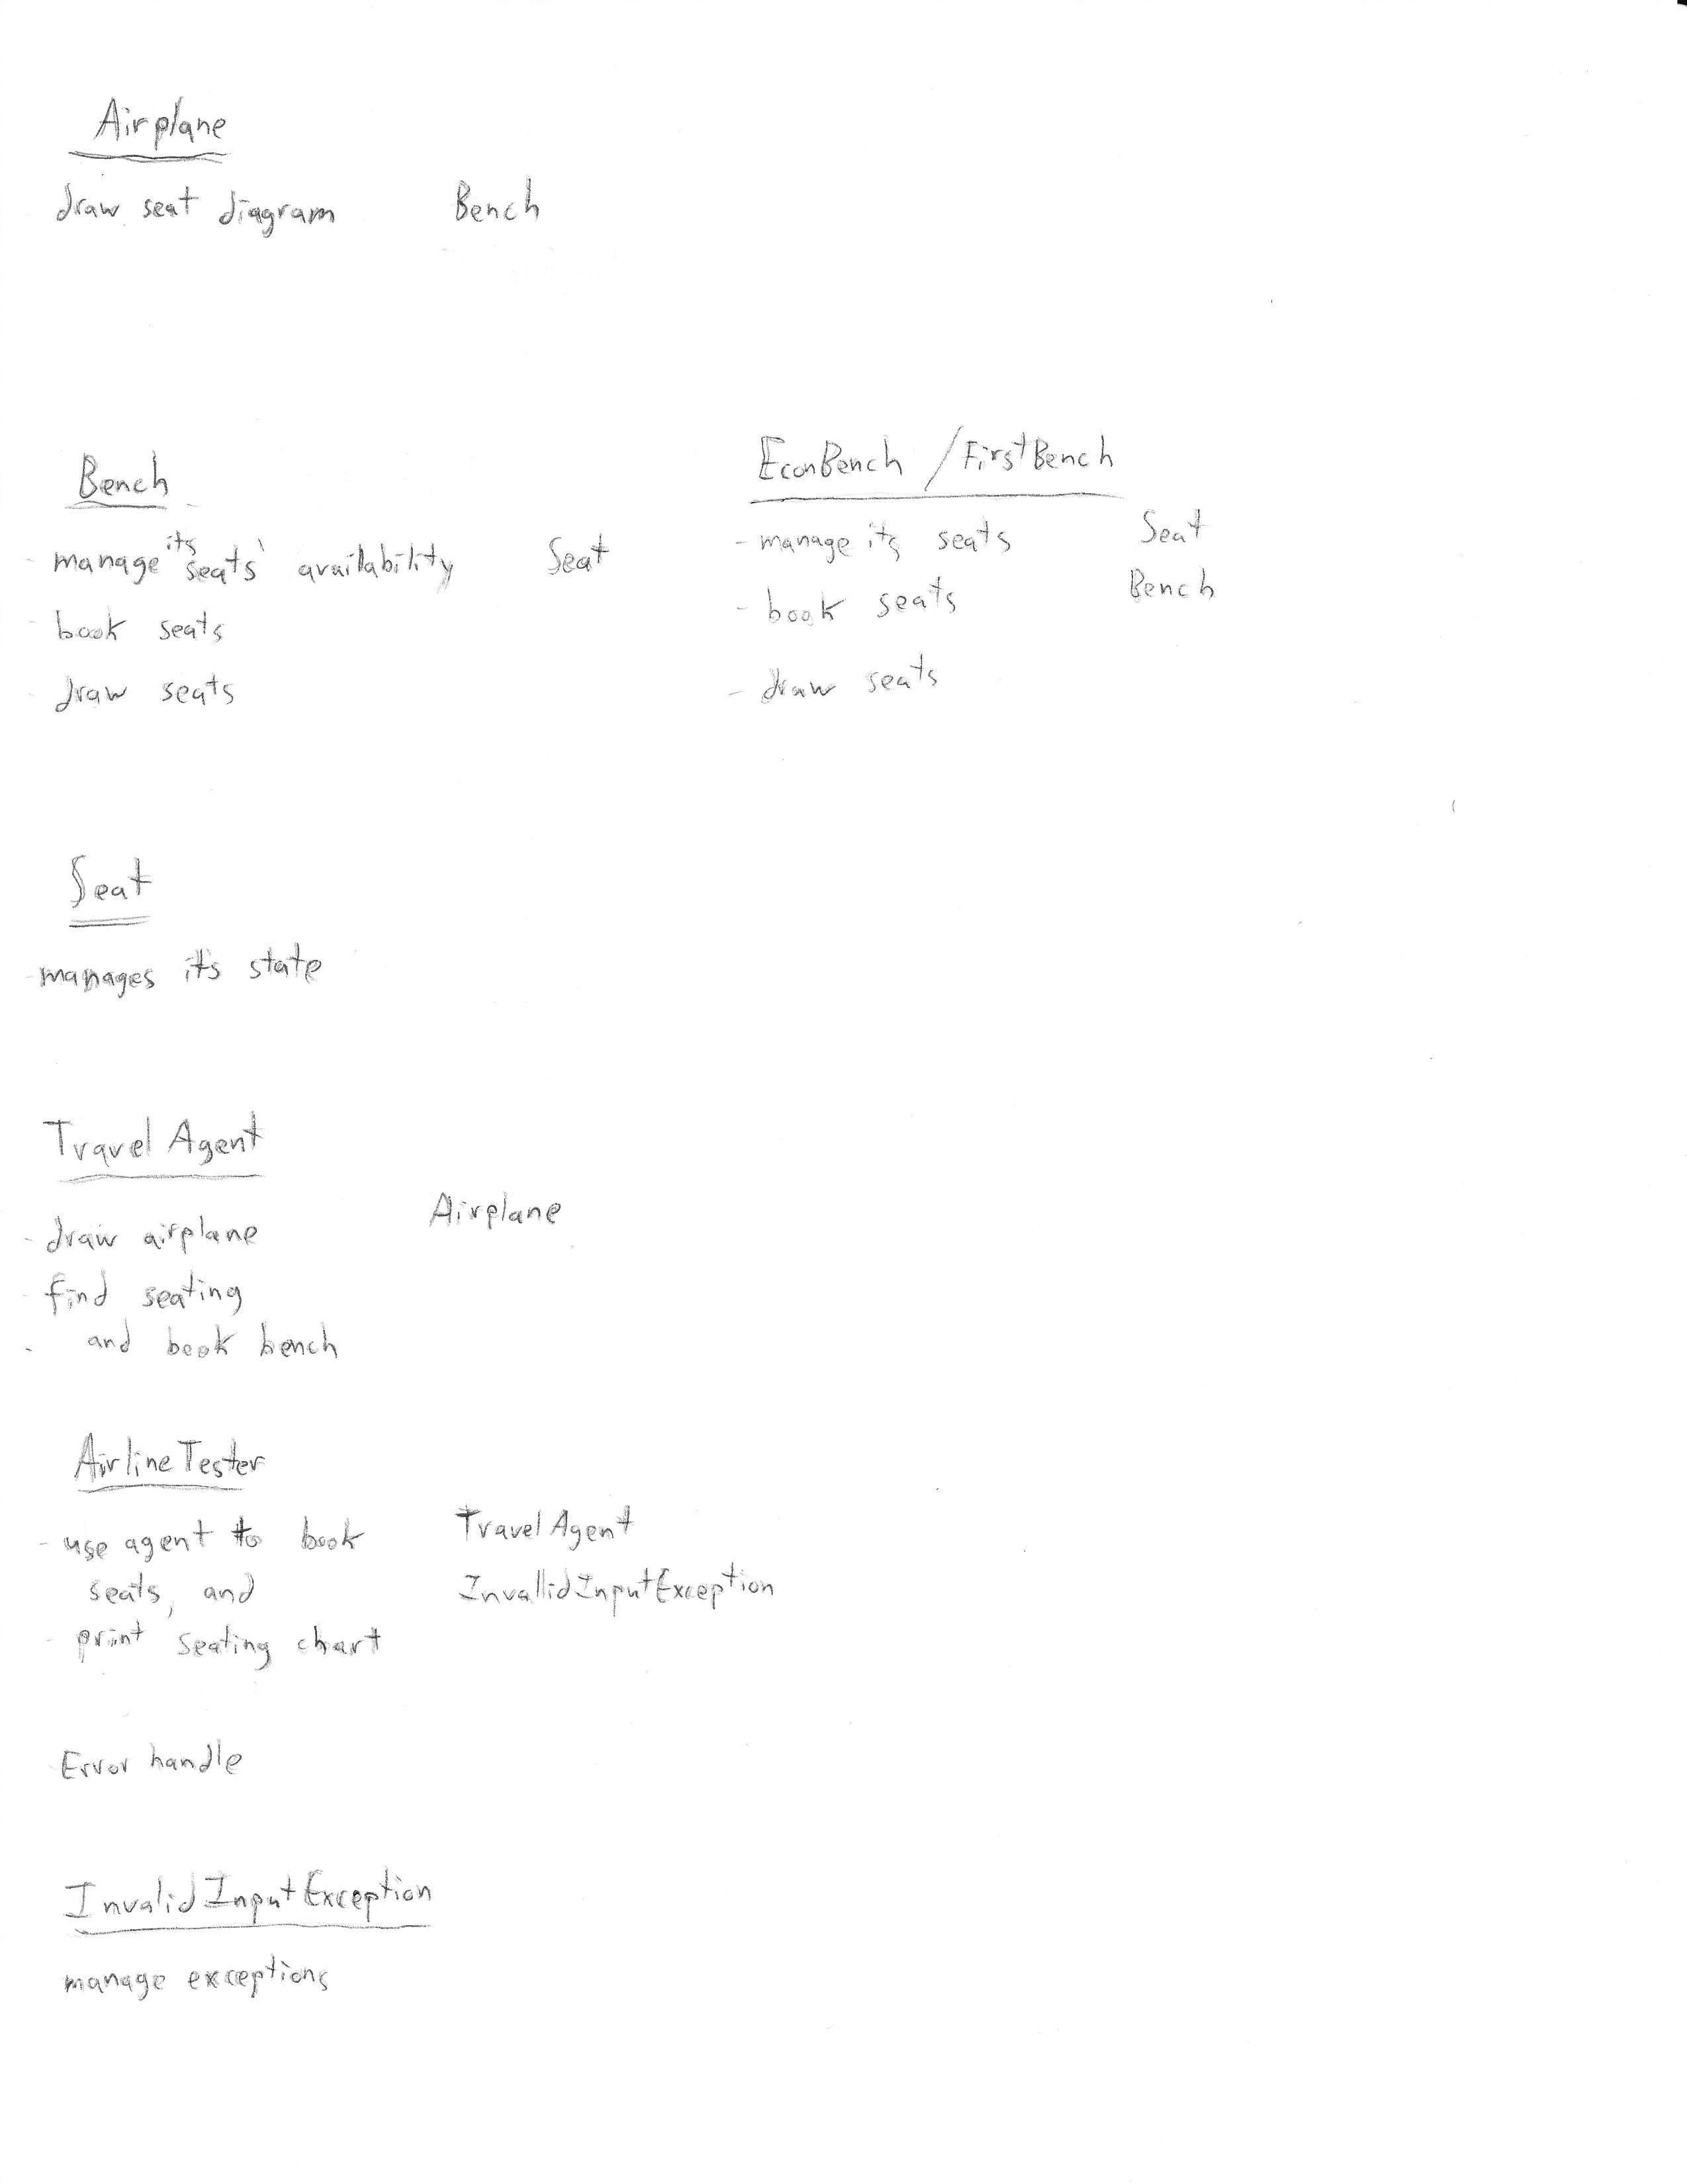 Airplane
draw seat diagram Bench
Bench
manage its seats' availability Seat
- book seats
- draw seats
EconBench / FirstBench
- manage its seats Seat
- book seats Bench
- draw seats
Seat
- manages it's state
Travel Agent
- draw airplane Airplane
- find seating
- and book bench
AirlineTester
- use agent to book TravelAgent
seats, and InvallidInputException
- print seating chart
Error handle
InvalidInputException
manage exceptions